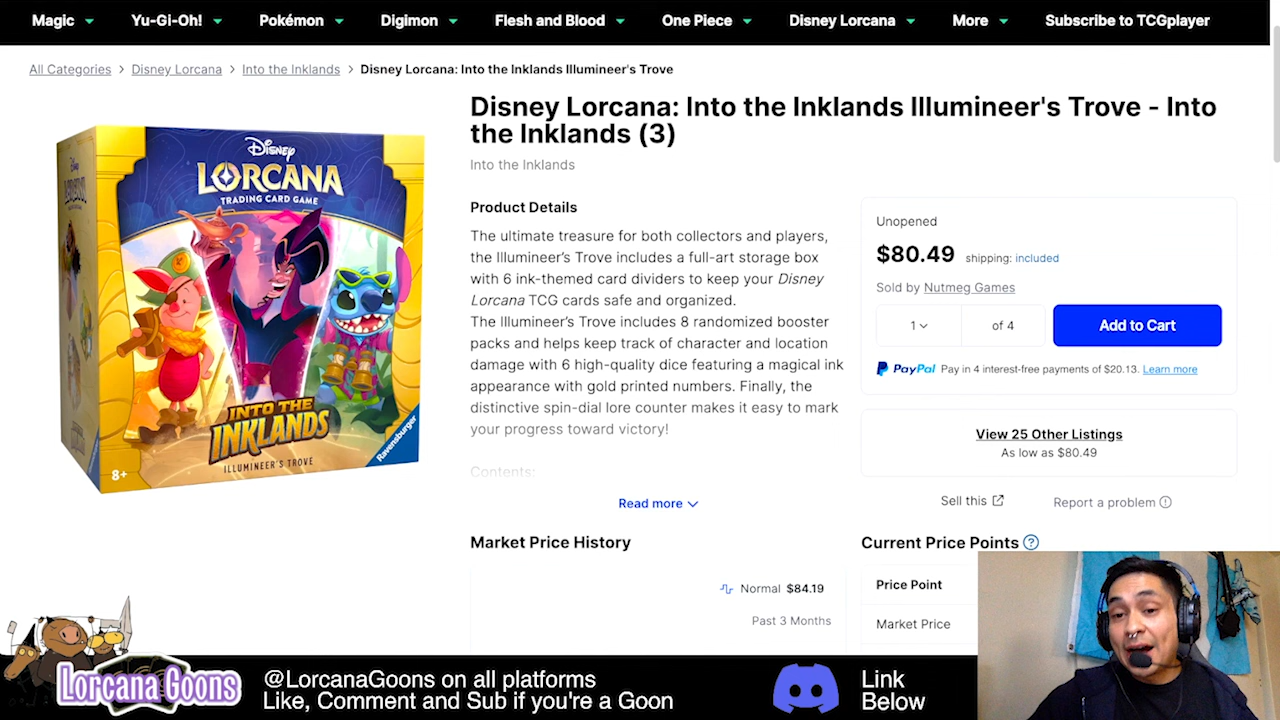 Magic
Yu-Gi-Oh!
Pokémon
Digimon
Flesh and Blood
One Piece
Disney Lorcana
More
Subscribe to TCGplayer
All Categories > Disney Lorcana > Into the Inklands > Disney Lorcana: Into the Inklands Illumineer's Trove
Disney Lorcana: Into the Inklands Illumineer's Trove - Into
the Inklands (3)
Into the Inklands
Disney
LORCANA
TRADING CARD GAME
INTO THE
INKLANDS
ILLUMINEER'S TROVE
8+
Ravensburger
Product Details
The ultimate treasure for both collectors and players,
the Illumineer's Trove includes a full-art storage box
with 6 ink-themed card dividers to keep your Disney
Lorcana TCG cards safe and organized.
The Illumineer’s Trove includes 8 randomized booster
packs and helps keep track of character and location
damage with 6 high-quality dice featuring a magical ink
appearance with gold printed numbers. Finally, the
distinctive spin-dial lore counter makes it easy to mark
your progress toward victory!
Contents:
Read more
Unopened
$80.49 shipping: included
Sold by Nutmeg Games
1 of 4
Add to Cart
PayPal Pay in 4 interest-free payments of $20.13. Learn more
View 25 Other Listings
As low as $80.49
Sell this
Report a problem
Market Price History
Normal $84.19
Past 3 Months
Current Price Points
Price Point
Market Price
Lorcana Goons
@LorcanaGoons on all platforms
Like, Comment and Sub if you're a Goon
Link
Below